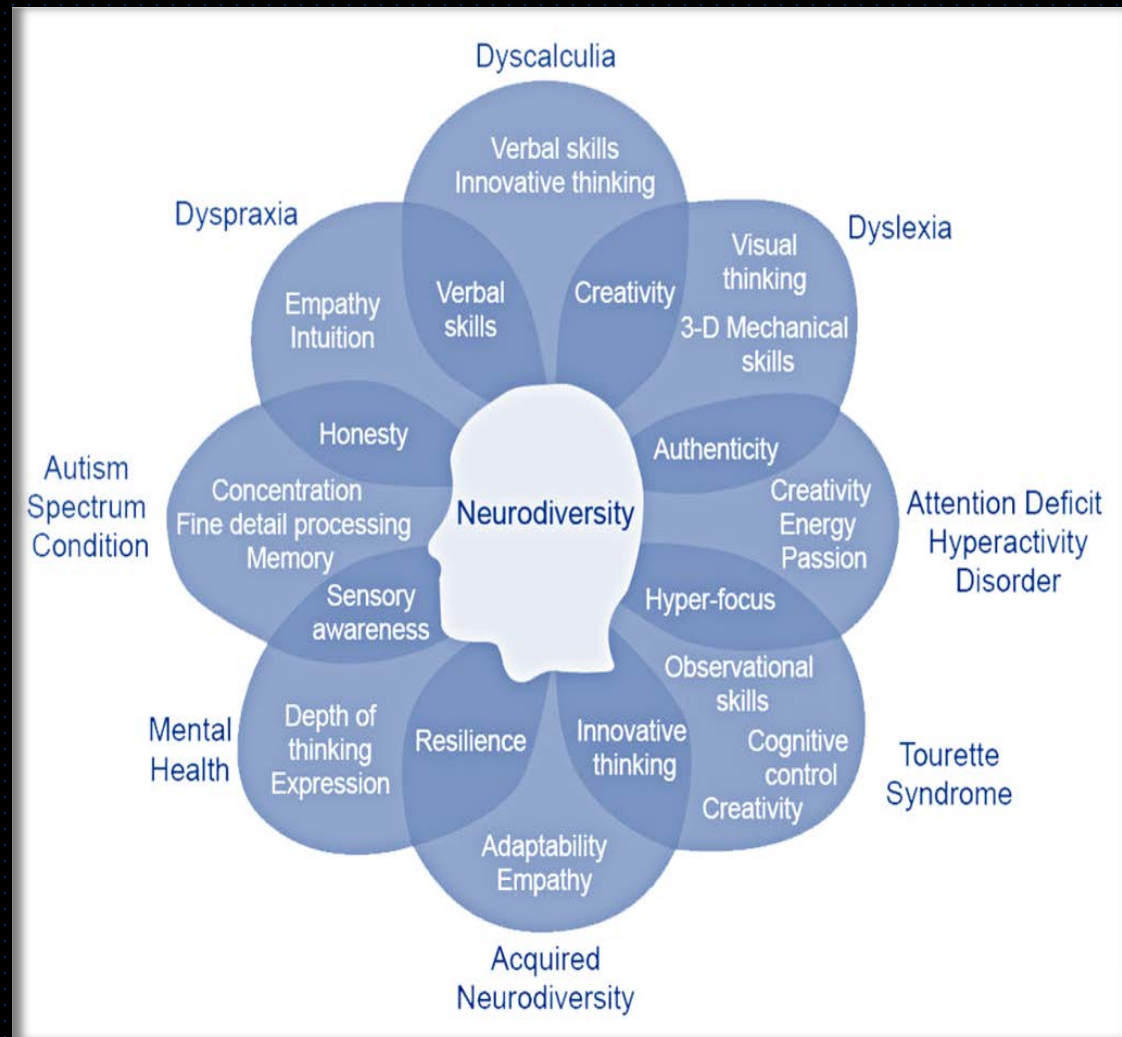 Dyscalculia
Verbal skills
Innovative thinking
Dyspraxia
Dyslexia
Visual
thinking
Empathy
Intuition
Verbal
skills
Creativity
3-D Mechanical
skills
Honesty
Authenticity
Autism
Spectrum
Condition
Concentration
Fine detail processing
Memory
Neurodiversity
Creativity
Energy
Passion
Attention Deficit
Hyperactivity
Disorder
Sensory
awareness
Hyper-focus
Observational
skills
Mental
Health
Depth of
thinking
Expression
Resilience
Innovative
thinking
Cognitive
control
Creativity
Tourette
Syndrome
Adaptability
Empathy
Acquired
Neurodiversity